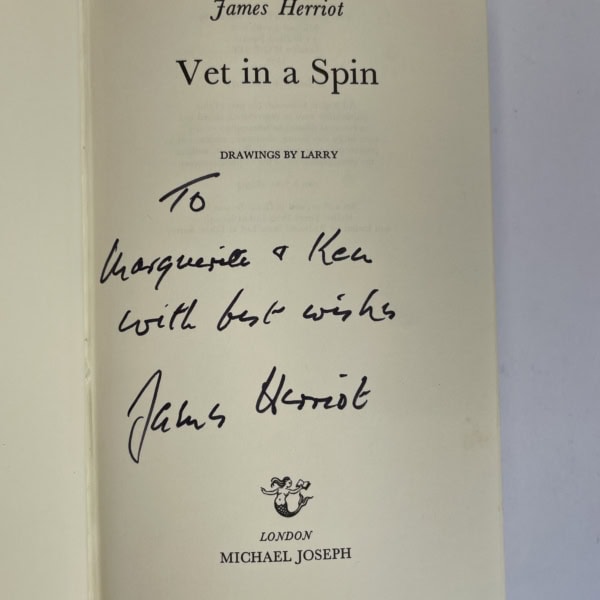 James Herriot
Vet in a Spin
DRAWINGS BY LARRY
To
Marguerite & Ken
with best wishes
James Herriot
LONDON
MICHAEL JOSEPH